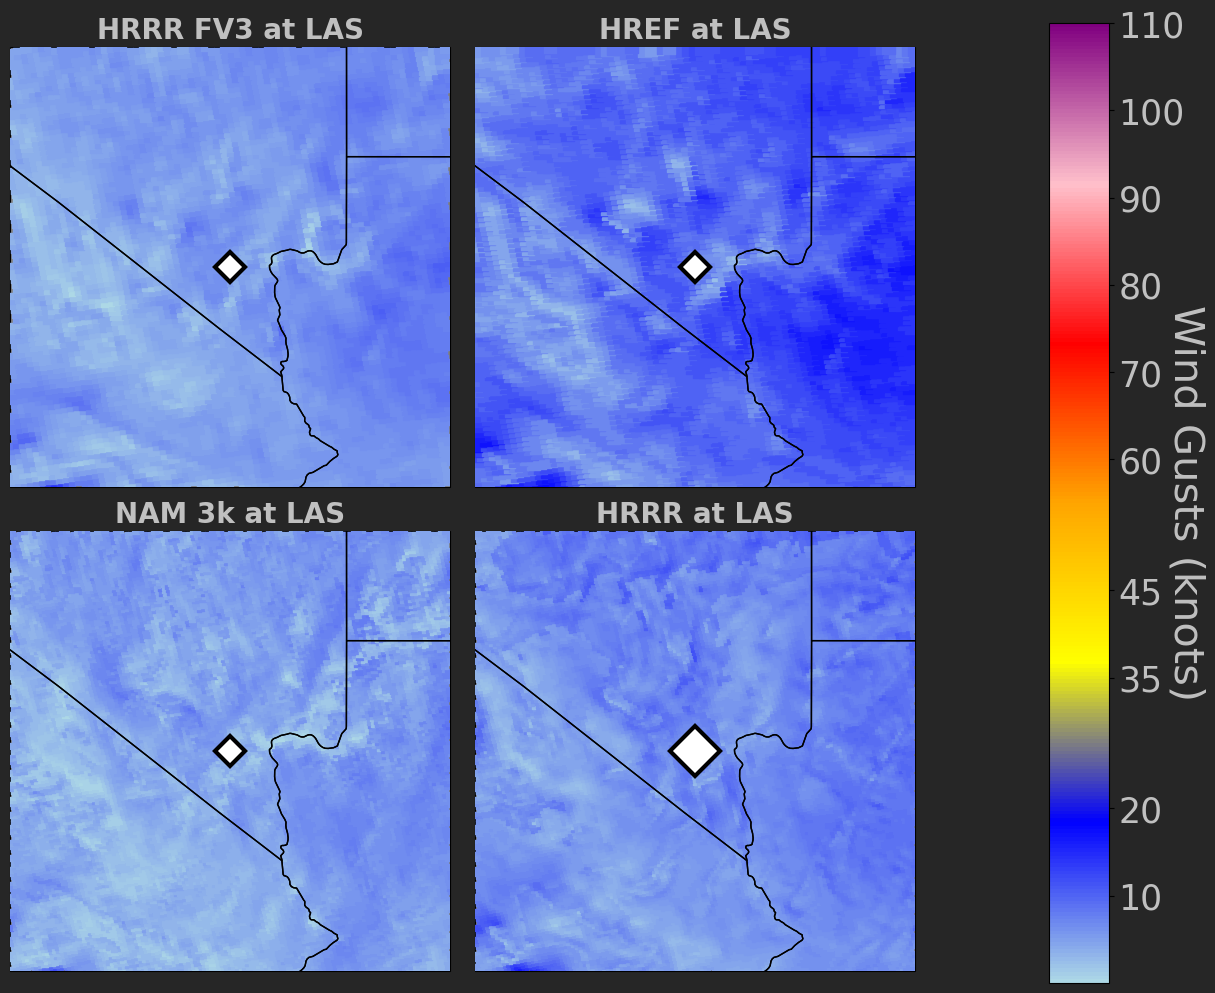 HRRR FV3 at LAS
HREF at LAS
NAM 3k at LAS
HRRR at LAS
110
100
90
80
70
60
45
35
20
10
Wind Gusts (knots)